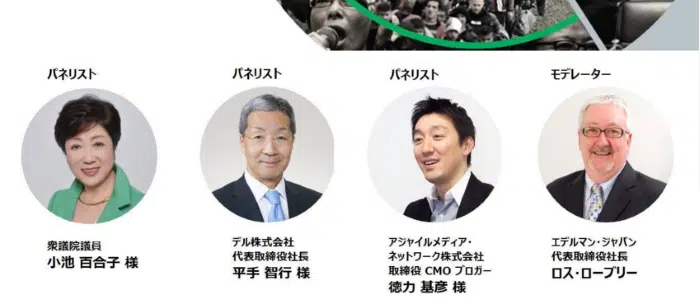 パネリスト
衆議院議員
小池 百合子 様
パネリスト
デル株式会社
代表取締役社長
平手 智行 様
パネリスト
アジャイルメディア・
ネットワーク株式会社
取締役 CMO ブロガー
徳力 基彦 様
モデレーター
エデルマン・ジャパン
代表取締役社長
ロス・ローブリー